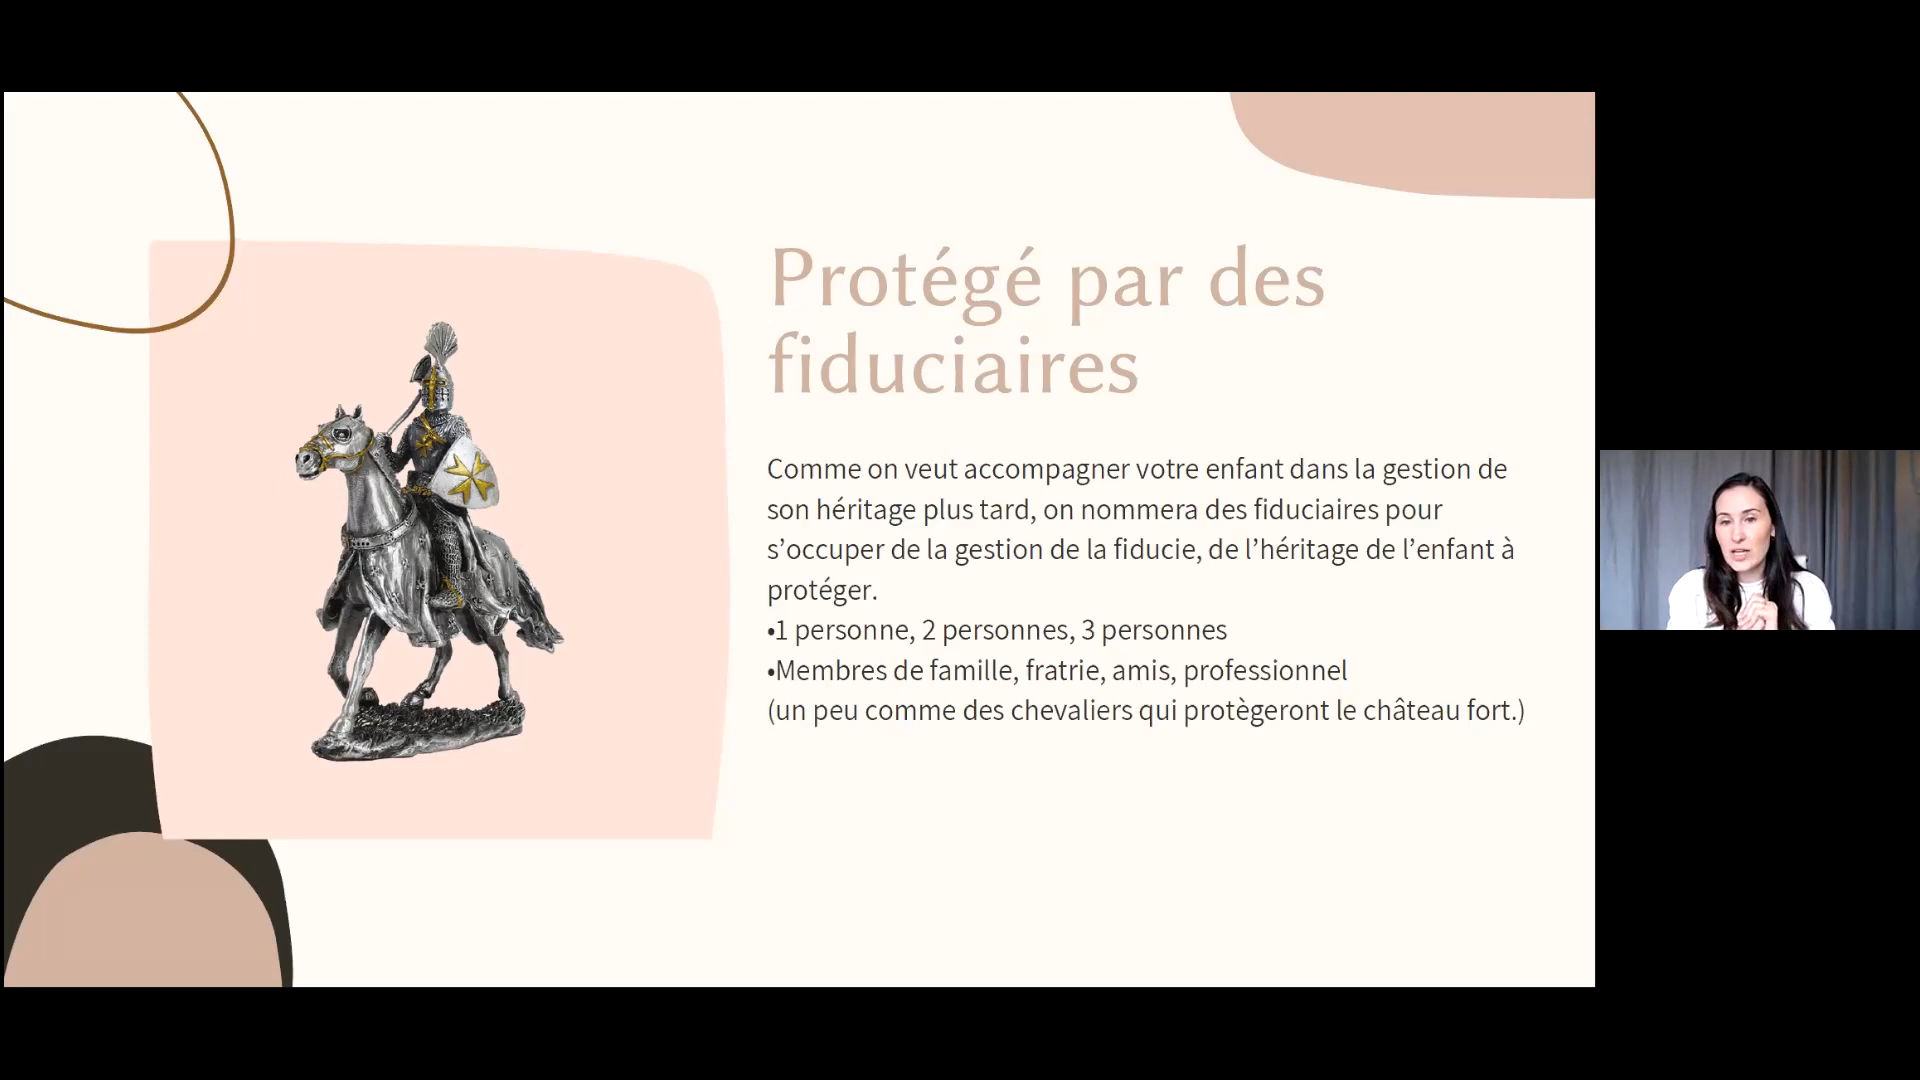 Protégé par des
fiduciaires
Comme on veut accompagner votre enfant dans la gestion de
son héritage plus tard, on nommera des fiduciaires pour
s’occuper de la gestion de la fiducie, de l’héritage de l’enfant à
protéger.
•1 personne, 2 personnes, 3 personnes
•Membres de famille, fratrie, amis, professionnel
(un peu comme des chevaliers qui protègeront le château fort.)